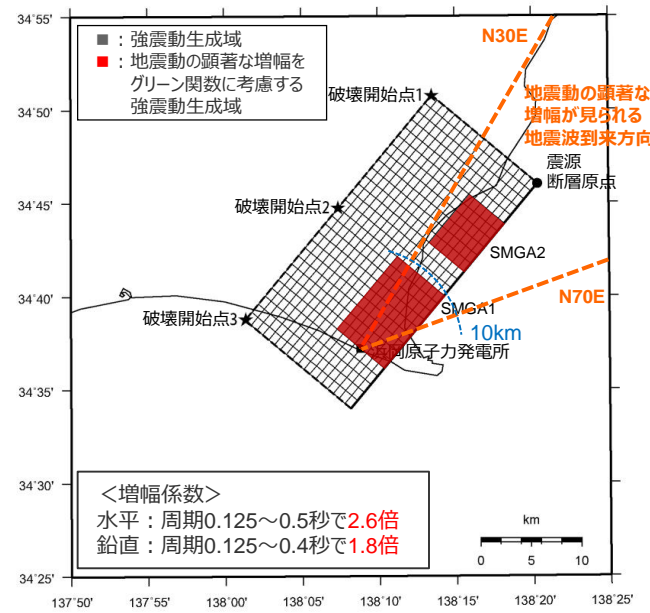 ■：強震動生成域
■：地震動の顕著な増幅を
グリーン関数に考慮する
強震動生成域
N30E
地震動の顕著な
増幅が見られる
地震波到来方向
破壊開始点1
震源
断層原点
破壊開始点2
SMGA2
N70E
SMGA1
10km
破壊開始点3
浜岡原子力発電所
＜増幅係数＞
水平：周期0.125～0.5秒で2.6倍
鉛直：周期0.125～0.4秒で1.8倍
km
0 5 10
34°55'
34°50'
34°45'
34°40'
34°35'
34°30'
34°25'
137°50' 137°55' 138°00' 138°05' 138°10' 138°15' 138°20' 138°25'